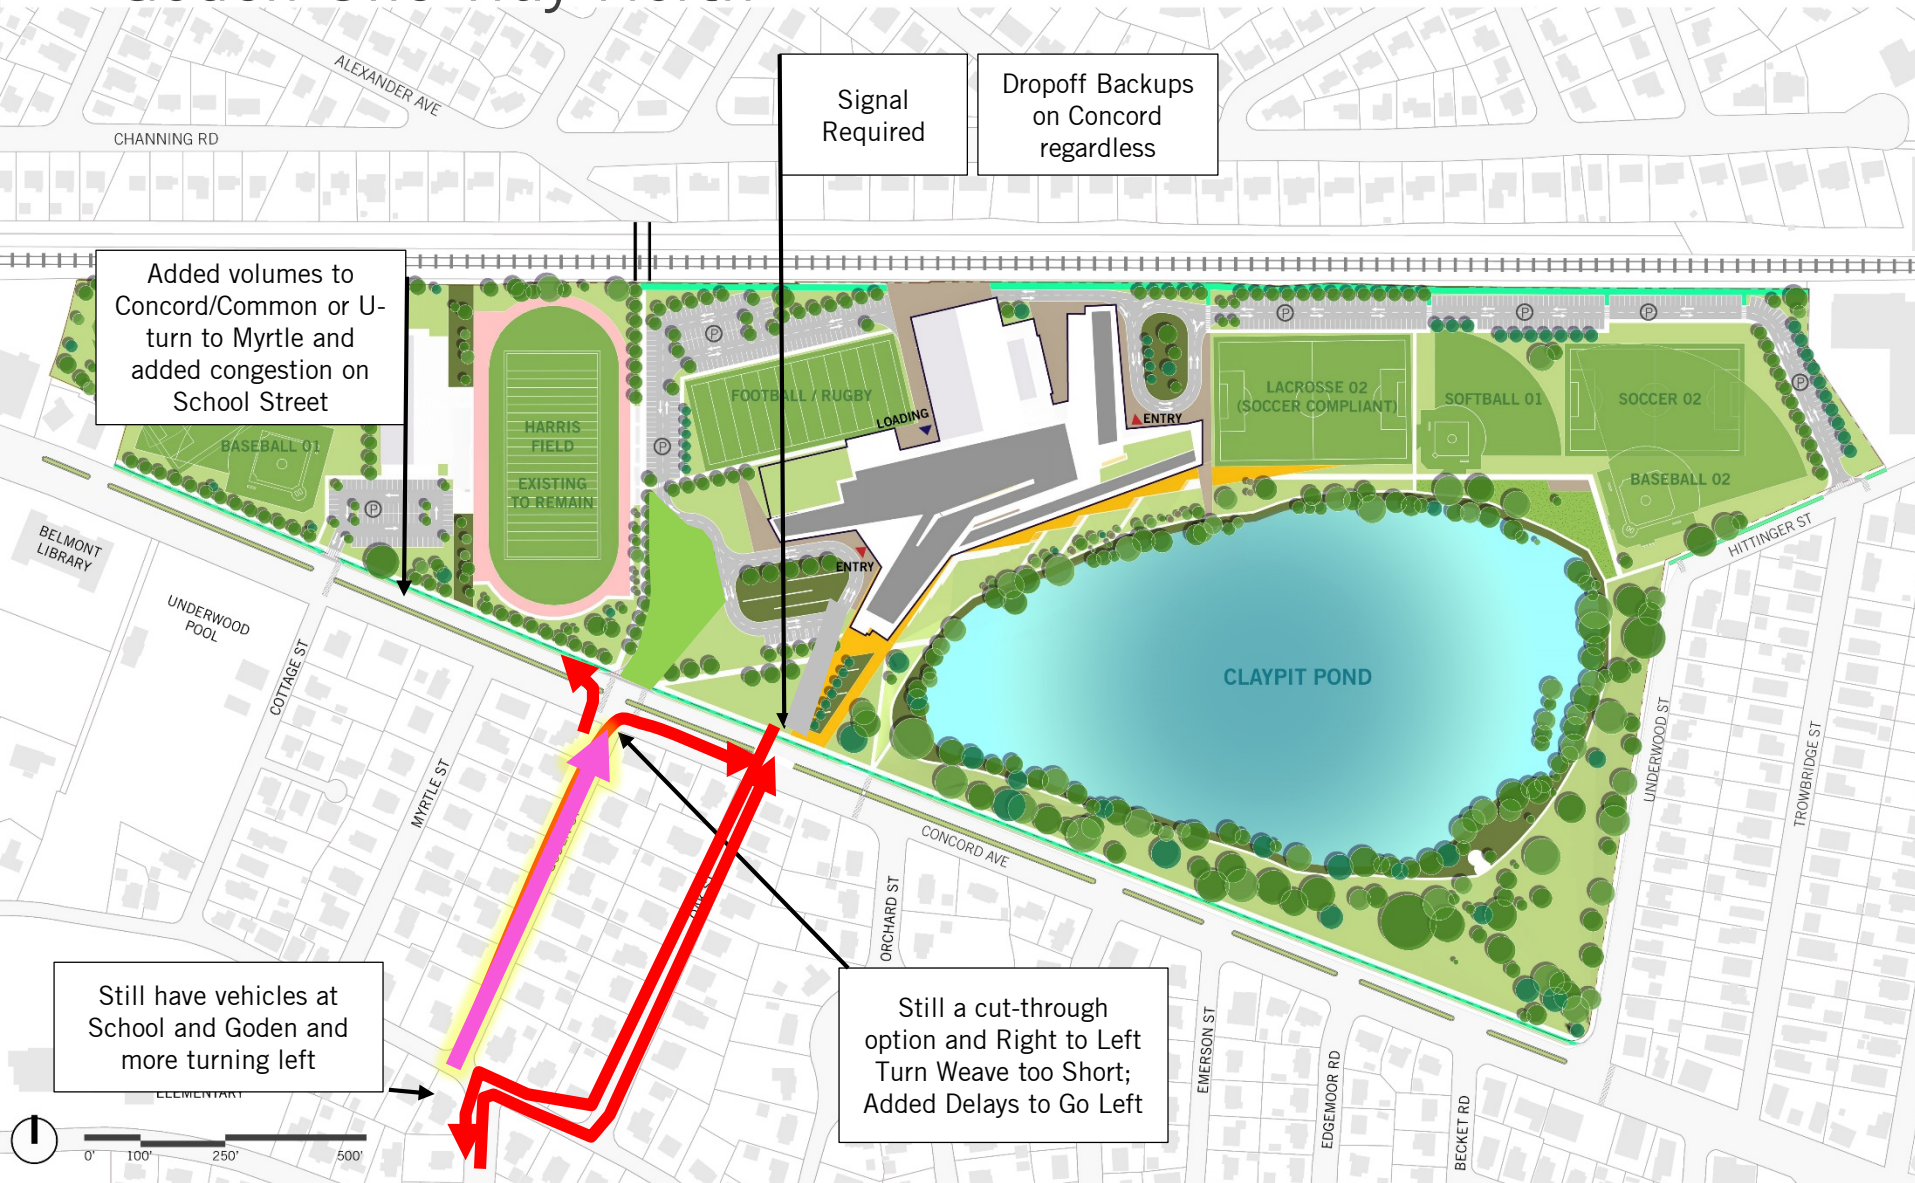 ALEXANDER AVE
CHANNING RD
Signal
Required
Dropoff Backups
on Concord
regardless
Added volumes to
Concord/Common or U-
turn to Myrtle and
added congestion on
School Street
P
P
P
P
P
P
P
BASEBALL 01
HARRIS
FIELD
EXISTING
TO REMAIN
FOOTBALL / RUGBY
LOADING
ENTRY
ENTRY
LACROSSE 02
(SOCCER COMPLIANT)
SOFTBALL 01
SOCCER 02
BASEBALL 02
HITTINGER ST
BELMONT
LIBRARY
UNDERWOOD
POOL
COTTAGE ST
MYRTLE ST
CLAYPIT POND
UNDERWOOD ST
TROWBRIDGE ST
CONCORD AVE
ORCHARD ST
EMERSON ST
EDGEMOOR RD
BECKET RD
Still have vehicles at
School and Goden and
more turning left
ELEMENTARY
Still a cut-through
option and Right to Left
Turn Weave too Short;
Added Delays to Go Left
0' 100' 250' 500'